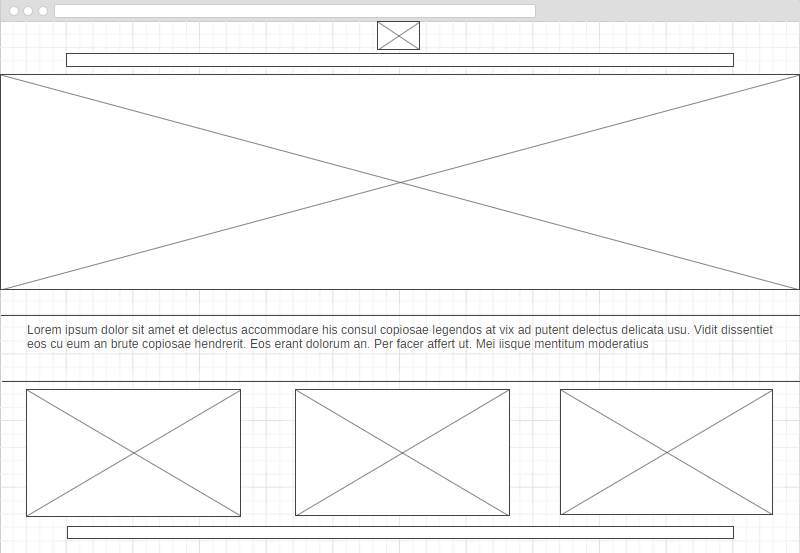 Lorem ipsum dolor sit amet et delectus accommodare his consul copiosae legendos at vix ad putent delectus delicata usu. Vidit dissentiet
eos cu eum an brute copiosae hendrerit. Eos erant dolorum an. Per facer affert ut. Mei iisque mentitum moderatius